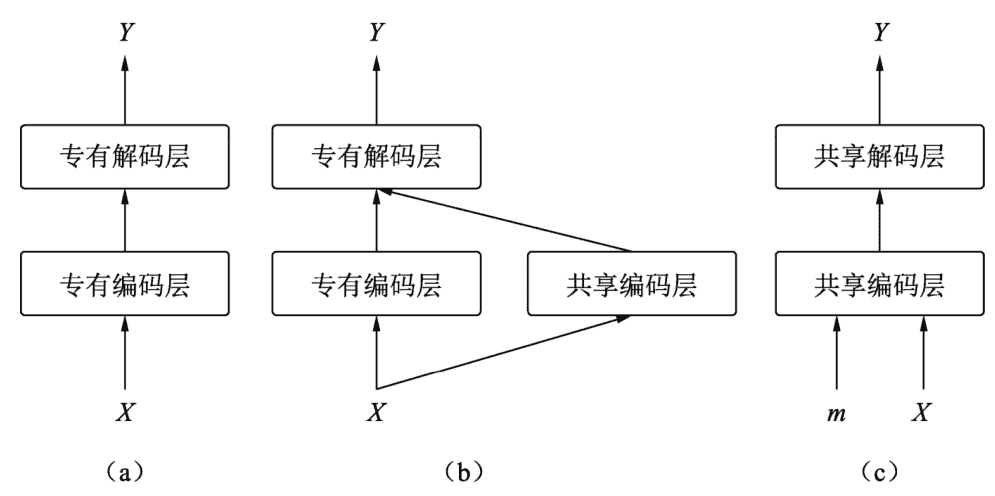 Y Y Y
专有解码层 专有解码层 共享解码层
专有编码层 专有编码层 共享编码层 共享编码层
X X m X
(a) (b) (c)